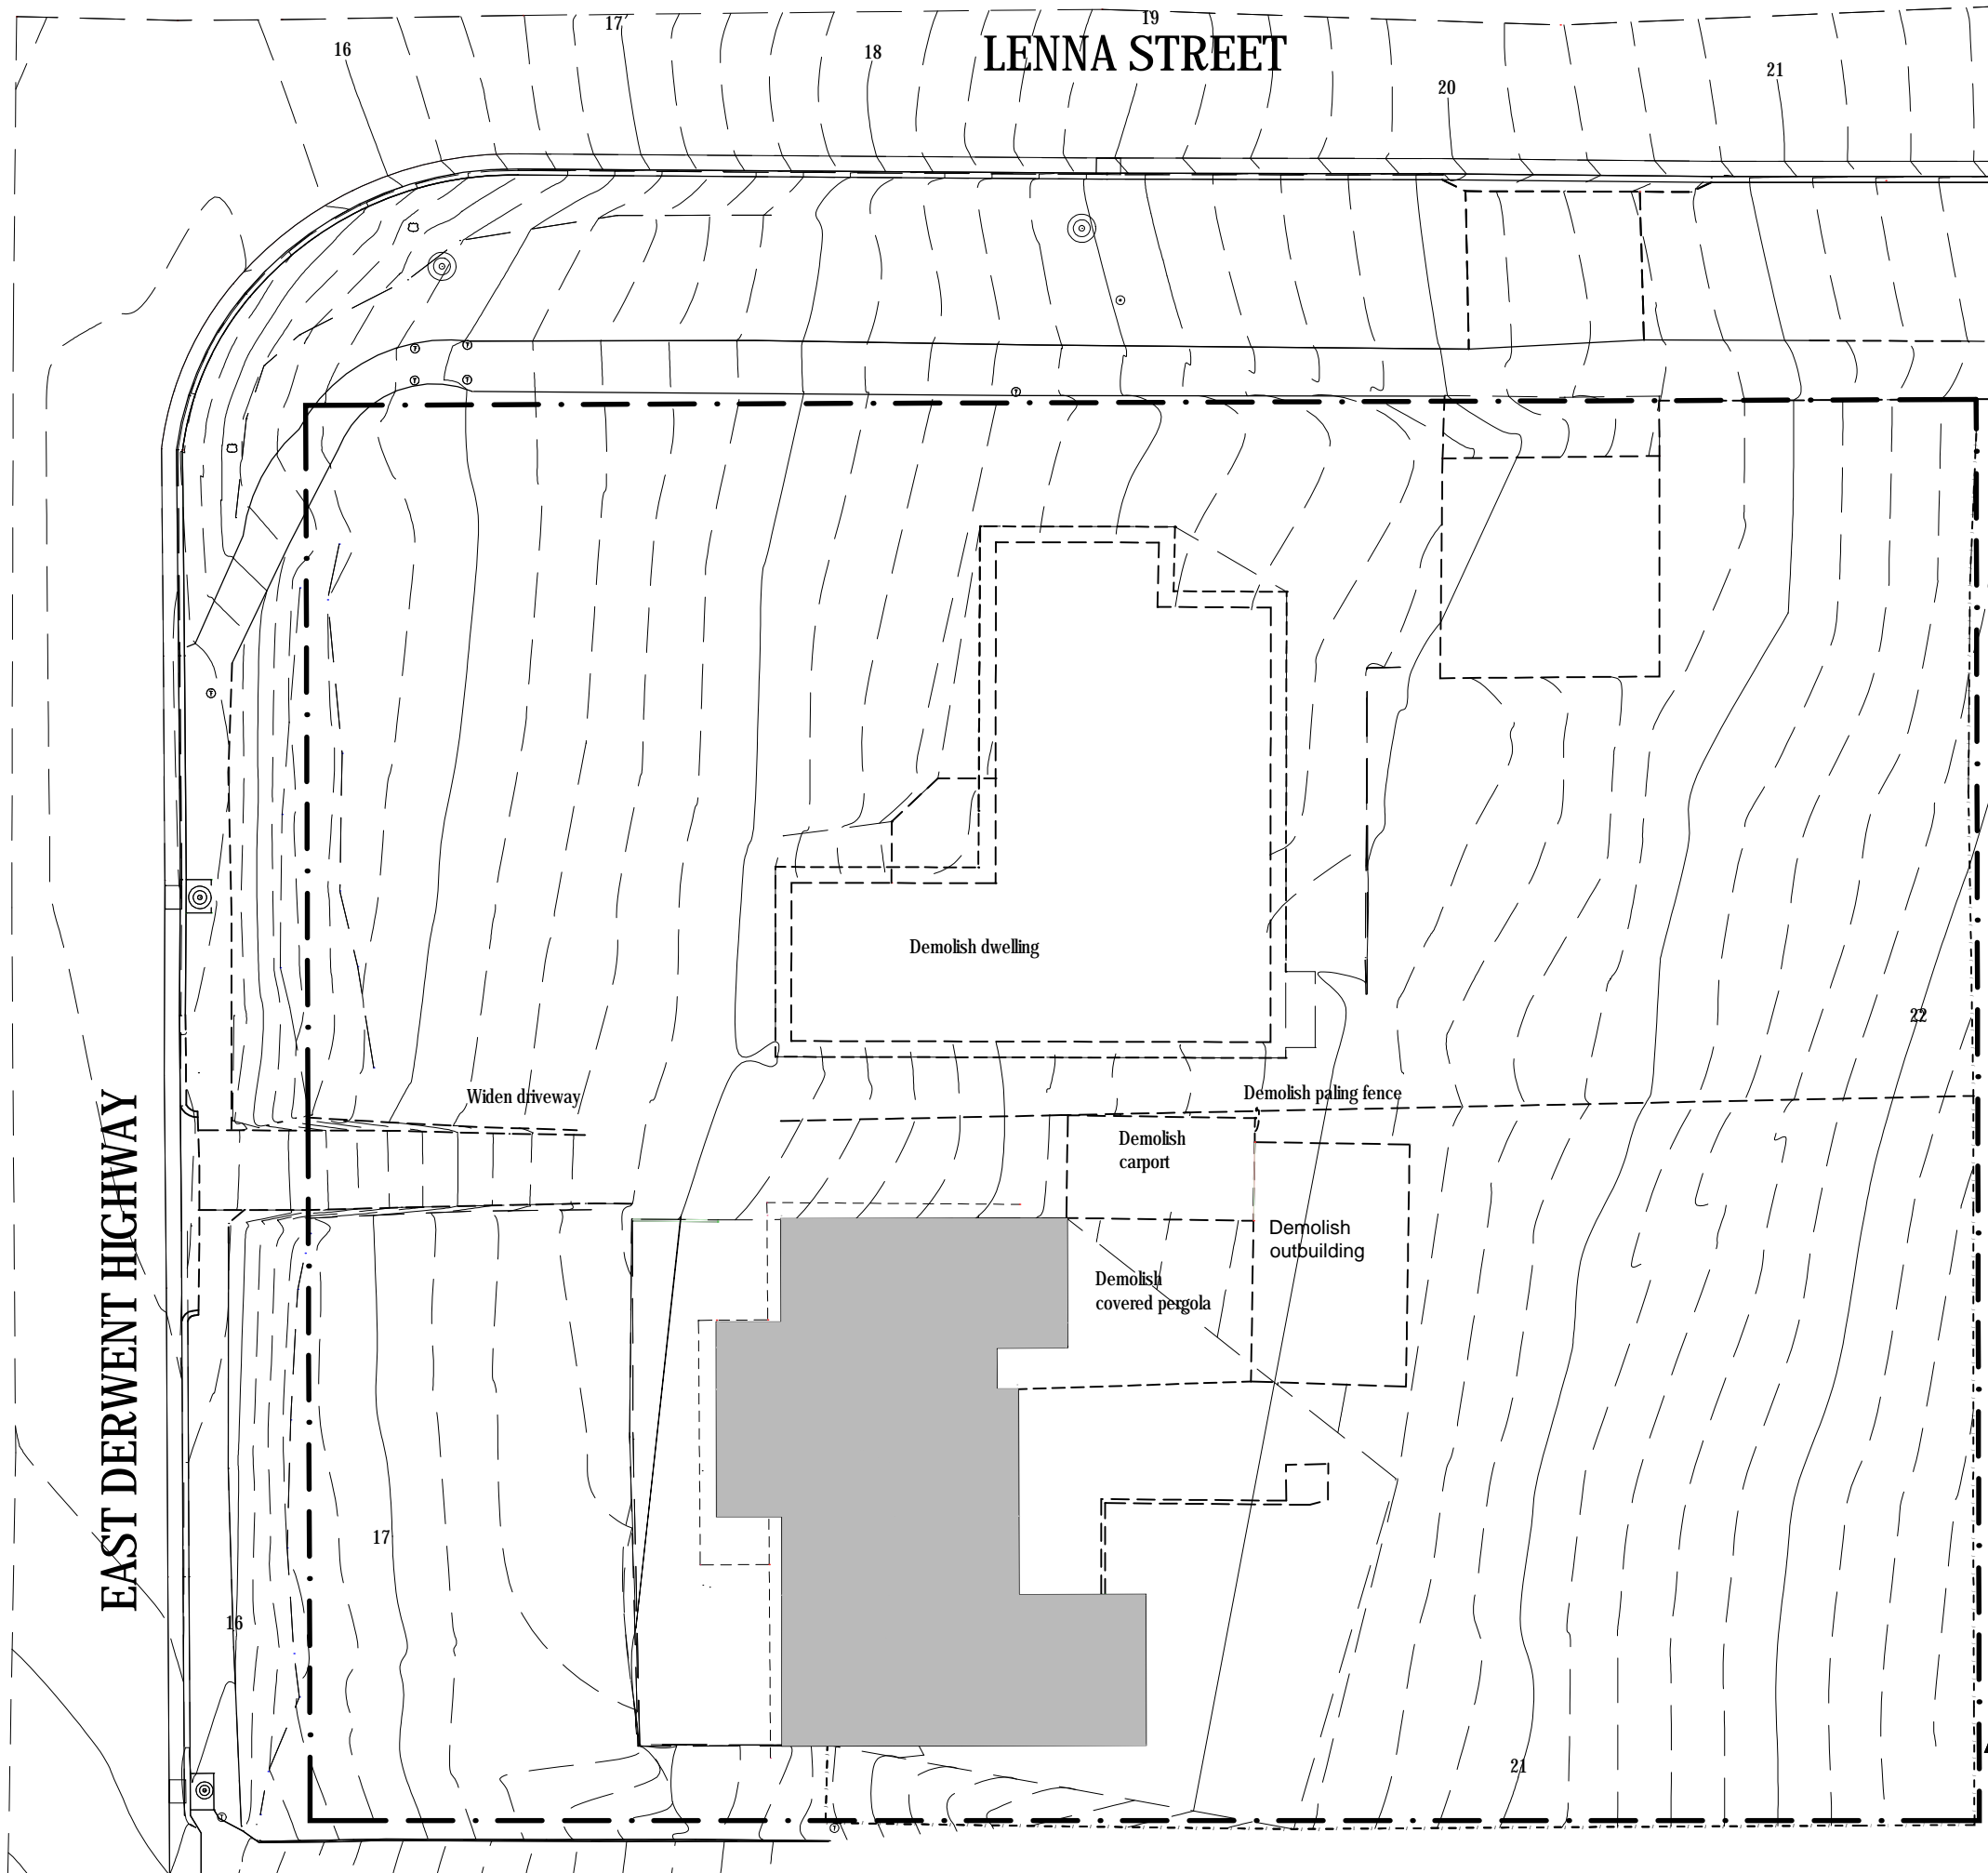 17
19
16
18
LENNA STREET
21
20
Demolish dwelling
22
Widen driveway
Demolish paling fence
Demolish
carport
Demolish
outbuilding
Demolish
covered pergola
EAST DERWENT HIGHWAY
17
16
21